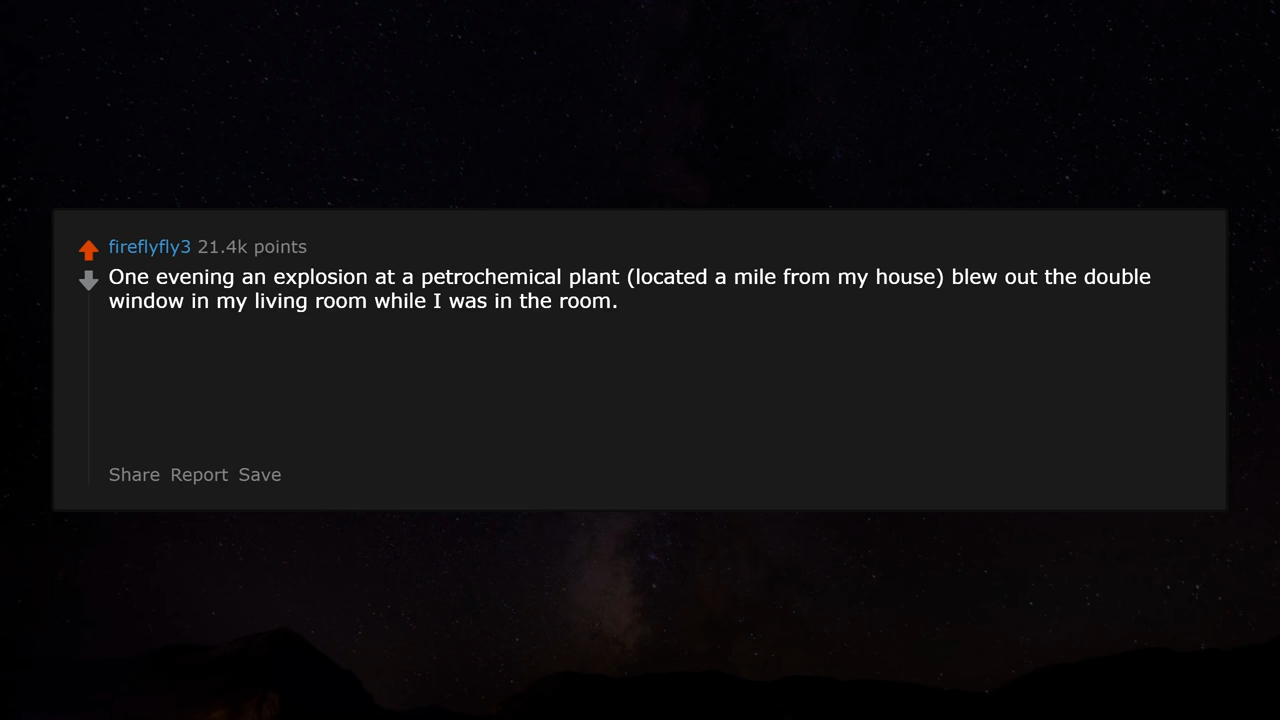 fireflyfly3 21.4k points
One evening an explosion at a petrochemical plant (located a mile from my house) blew out the double
window in my living room while I was in the room.
Share Report Save